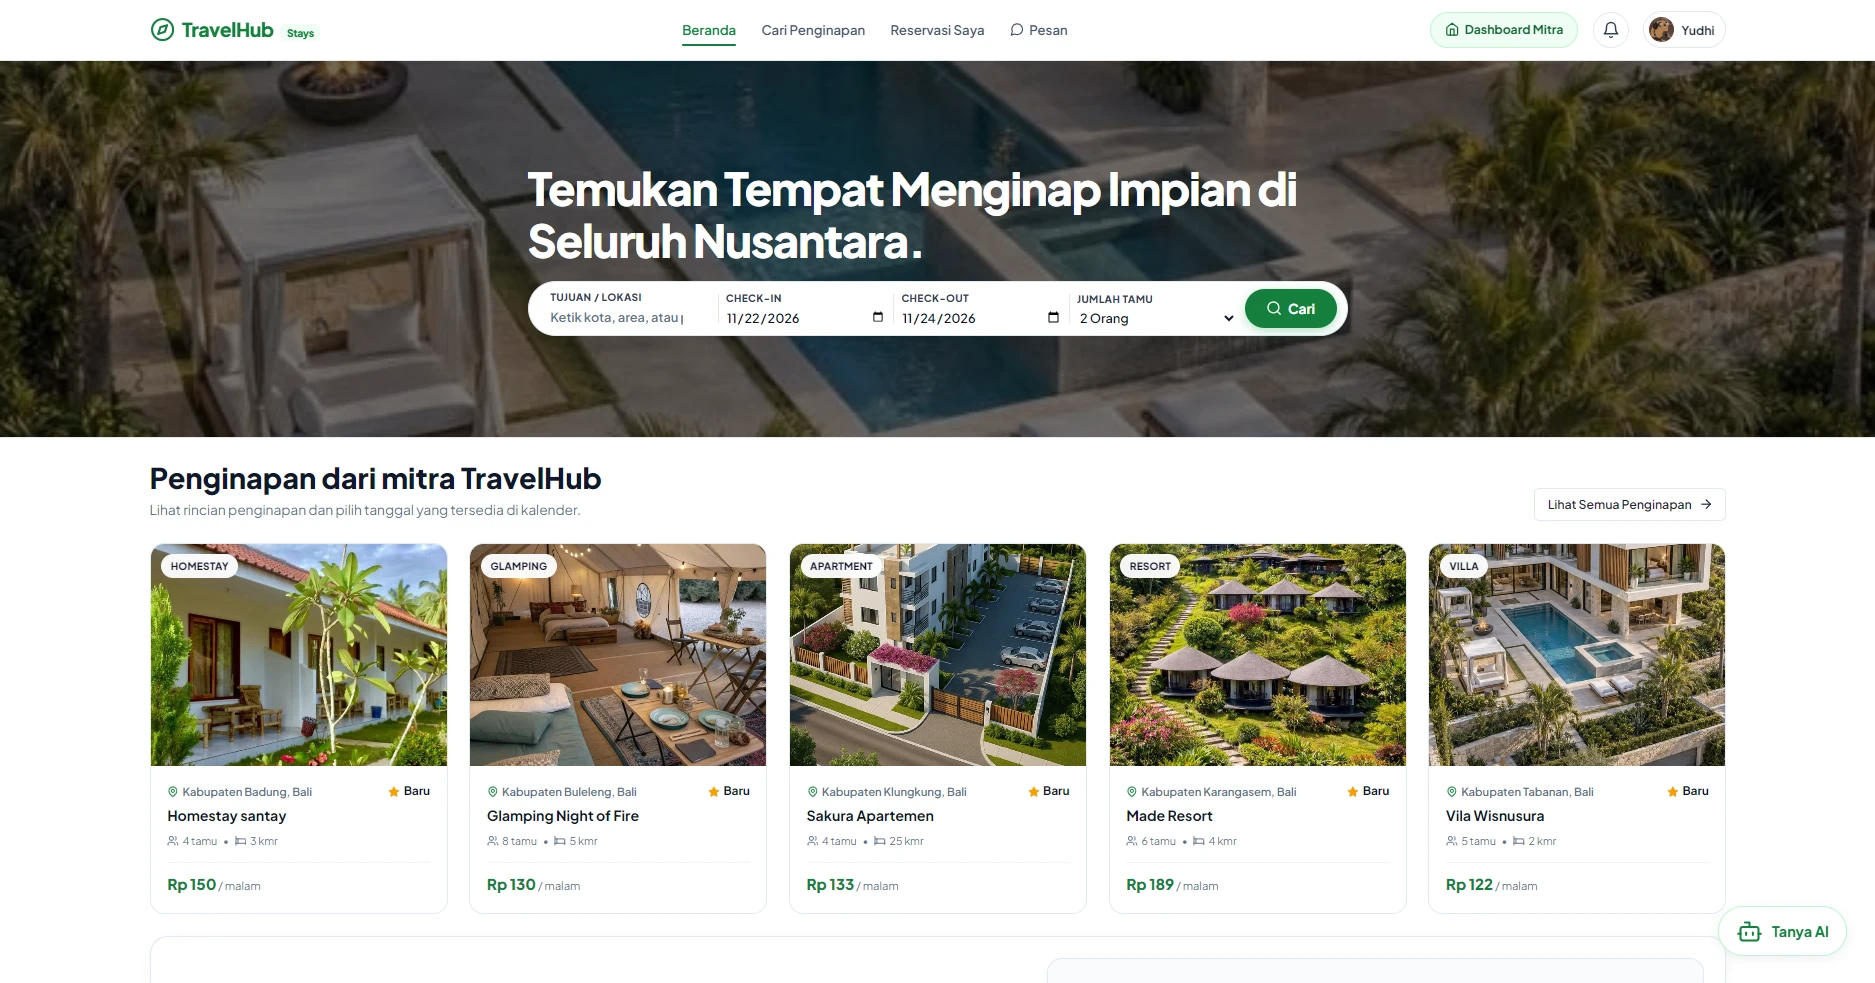 TravelHub Stays
Beranda
Cari Penginapan
Reservasi Saya
Pesan
Dashboard Mitra
Yudhi
Temukan Tempat Menginap Impian di
Seluruh Nusantara.
TUJUAN / LOKASI
Ketik kota, area, atau p
CHECK-IN
11/22/2026
CHECK-OUT
11/24/2026
JUMLAH TAMU
2 Orang
Cari
Penginapan dari mitra TravelHub
Lihat rincian penginapan dan pilih tanggal yang tersedia di kalender.
Lihat Semua Penginapan
HOMESTAY
Kabupaten Badung, Bali
Baru
Homestay santay
4 tamu • 3 kmr
Rp 150 / malam
GLAMPING
Kabupaten Buleleng, Bali
Baru
Glamping Night of Fire
8 tamu • 5 kmr
Rp 130 / malam
APARTMENT
Kabupaten Klungkung, Bali
Baru
Sakura Apartemen
4 tamu • 25 kmr
Rp 133 / malam
RESORT
Kabupaten Karangasem, Bali
Baru
Made Resort
6 tamu • 4 kmr
Rp 189 / malam
VILLA
Kabupaten Tabanan, Bali
Baru
Vila Wisnusura
5 tamu • 2 kmr
Rp 122 / malam
Tanya AI